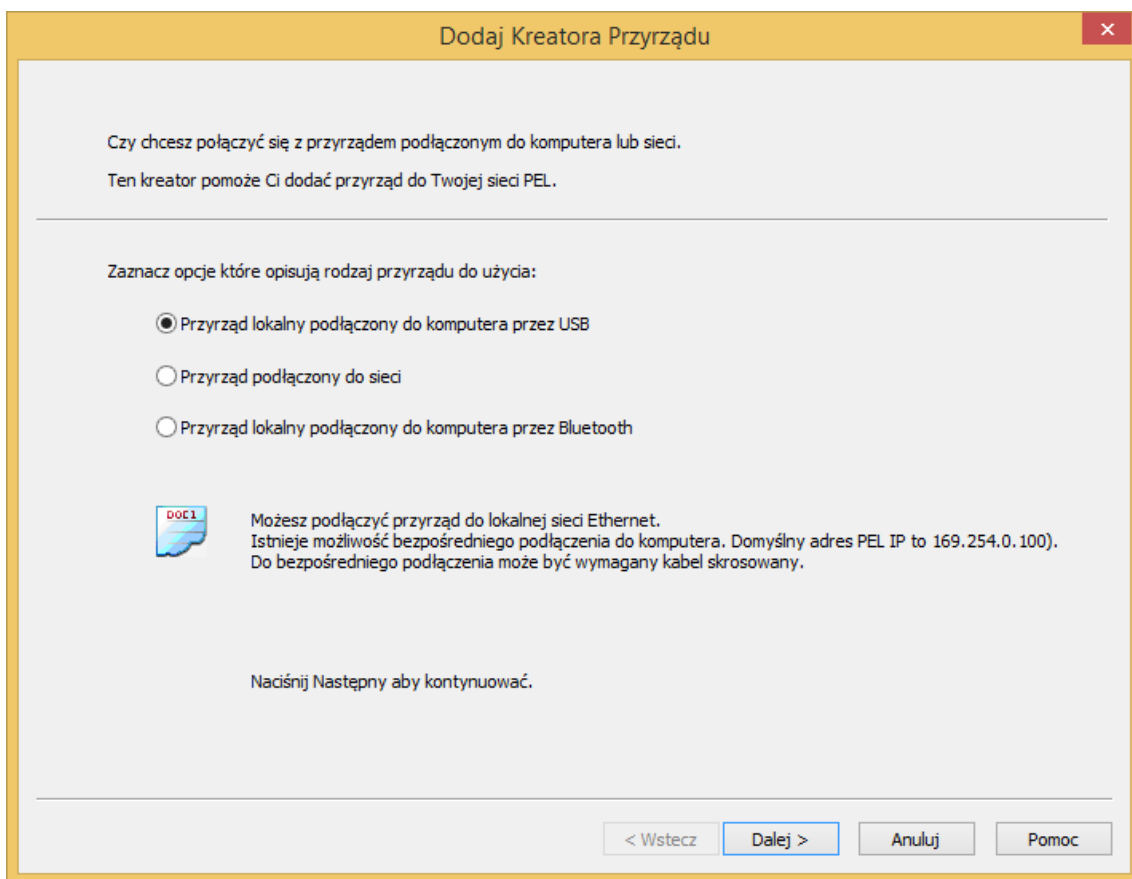 Dodaj Kreatora Przyrządu
Czy chcesz połączyć się z przyrządem podłączonym do komputera lub sieci.
Ten kreator pomoże Ci dodać przyrząd do Twojej sieci PEL.
Zaznacz opcje które opisują rodzaj przyrządu do użycia:
Przyrząd lokalny podłączony do komputera przez USB
Przyrząd podłączony do sieci
Przyrząd lokalny podłączony do komputera przez Bluetooth
DOC1
Możesz podłączyć przyrząd do lokalnej sieci Ethernet.
Istnieje możliwość bezpośredniego podłączenia do komputera. Domyślny adres PEL IP to 169.254.0.100).
Do bezpośredniego podłączenia może być wymagany kabel skrosowany.
Naciśnij Następny aby kontynuować.
< Wstecz Dalej > Anuluj Pomoc